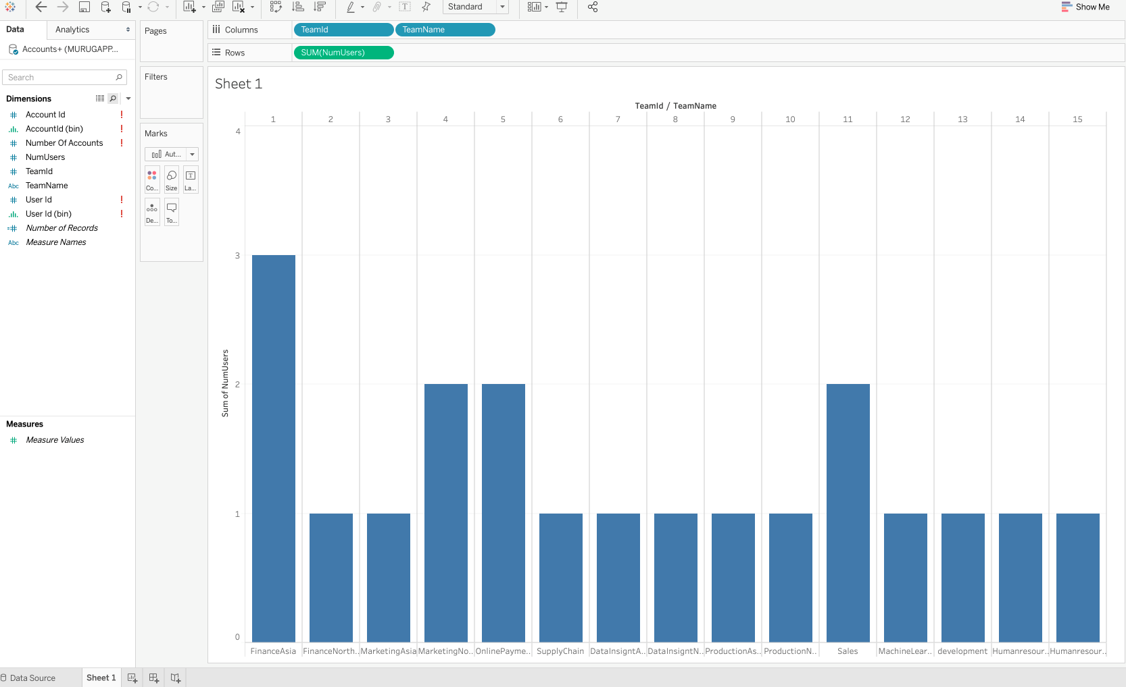 Standard
Show Me
Data
Analytics
Accounts+ (MURUGAPP...
Search
Dimensions
# Account Id !
AccountId (bin) !
# Number Of Accounts !
# NumUsers
# TeamId
Abc TeamName
# User Id !
User Id (bin) !
=# Number of Records
Abc Measure Names
Measures
# Measure Values
Pages
Filters
Marks
Aut...
Co...
Size
La...
De...
To...
Columns
TeamId
TeamName
Rows
SUM(NumUsers)
Sheet 1
TeamId / TeamName
1 2 3 4 5 6 7 8 9 10 11 12 13 14 15
4
3
2
1
0
Sum of NumUsers
FinanceAsia FinanceNorth.. MarketingAsia MarketingNo.. OnlinePayme.. SupplyChain DataInsigntA.. DataInsigntN.. ProductionAs.. ProductionN.. Sales MachineLear.. development Humanresour.. Humanresour..
Data Source
Sheet 1